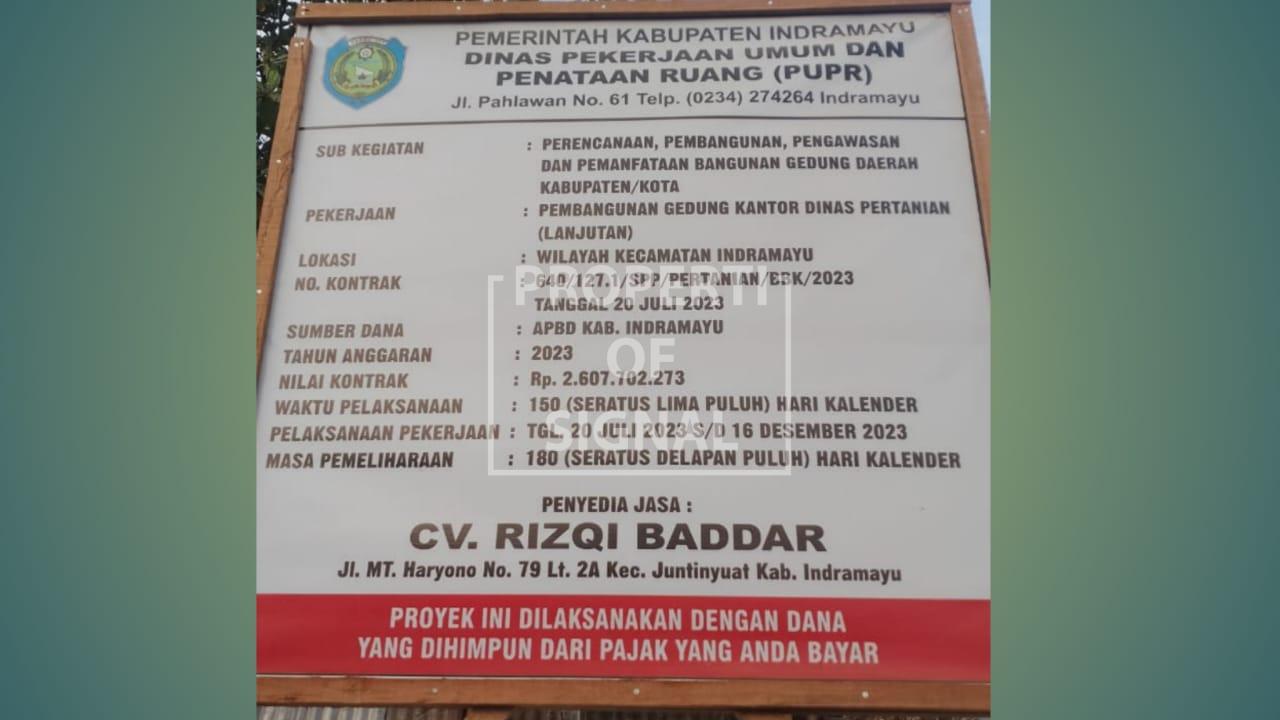 PEMERINTAH KABUPATEN INDRAMAYU
DINAS PEKERJAAN UMUM DAN
PENATAAN RUANG (PUPR)
Jl. Pahlawan No. 61 Telp. (0234) 274264 Indramayu
SUB KEGIATAN : PERENCANAAN, PEMBANGUNAN, PENGAWASAN
DAN PEMANFATAAN BANGUNAN GEDUNG DAERAH
KABUPATEN/KOTA
PEKERJAAN : PEMBANGUNAN GEDUNG KANTOR DINAS PERTANIAN
(LANJUTAN)
LOKASI : WILAYAH KECAMATAN INDRAMAYU
NO. KONTRAK : 640/127.1/SPP/PERTANIAN/BBK/2023
TANGGAL 20 JULI 2023
SUMBER DANA : APBD KAB. INDRAMAYU
TAHUN ANGGARAN : 2023
NILAI KONTRAK : Rp. 2.607.702.273
WAKTU PELAKSANAAN : 150 (SERATUS LIMA PULUH) HARI KALENDER
PELAKSANAAN PEKERJAAN : TGL. 20 JULI 2023 S/D 16 DESEMBER 2023
MASA PEMELIHARAAN : 180 (SERATUS DELAPAN PULUH) HARI KALENDER
PENYEDIA JASA :
CV. RIZQI BADDAR
Jl. MT. Haryono No. 79 Lt. 2A Kec. Juntinyuat Kab. Indramayu
PROYEK INI DILAKSANAKAN DENGAN DANA
YANG DIHIMPUN DARI PAJAK YANG ANDA BAYAR
PROPERTI
OF
SIGNAL